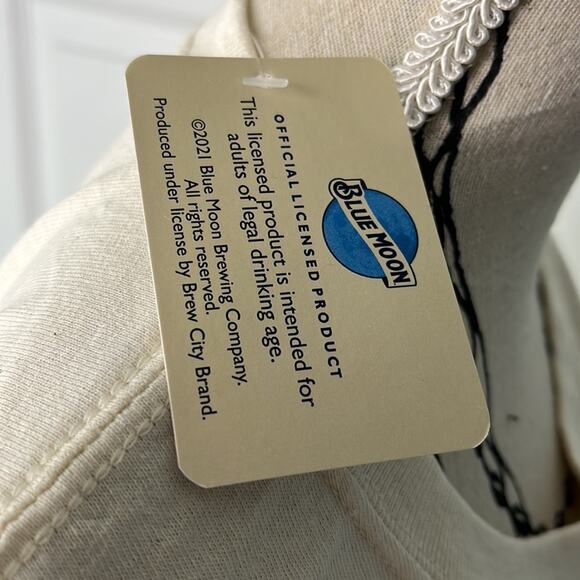 BLUE MOON
OFFICIAL LICENSED PRODUCT
This licensed product is intended for
adults of legal drinking age.
©2021 Blue Moon Brewing Company.
All rights reserved.
Produced under license by Brew City Brand.